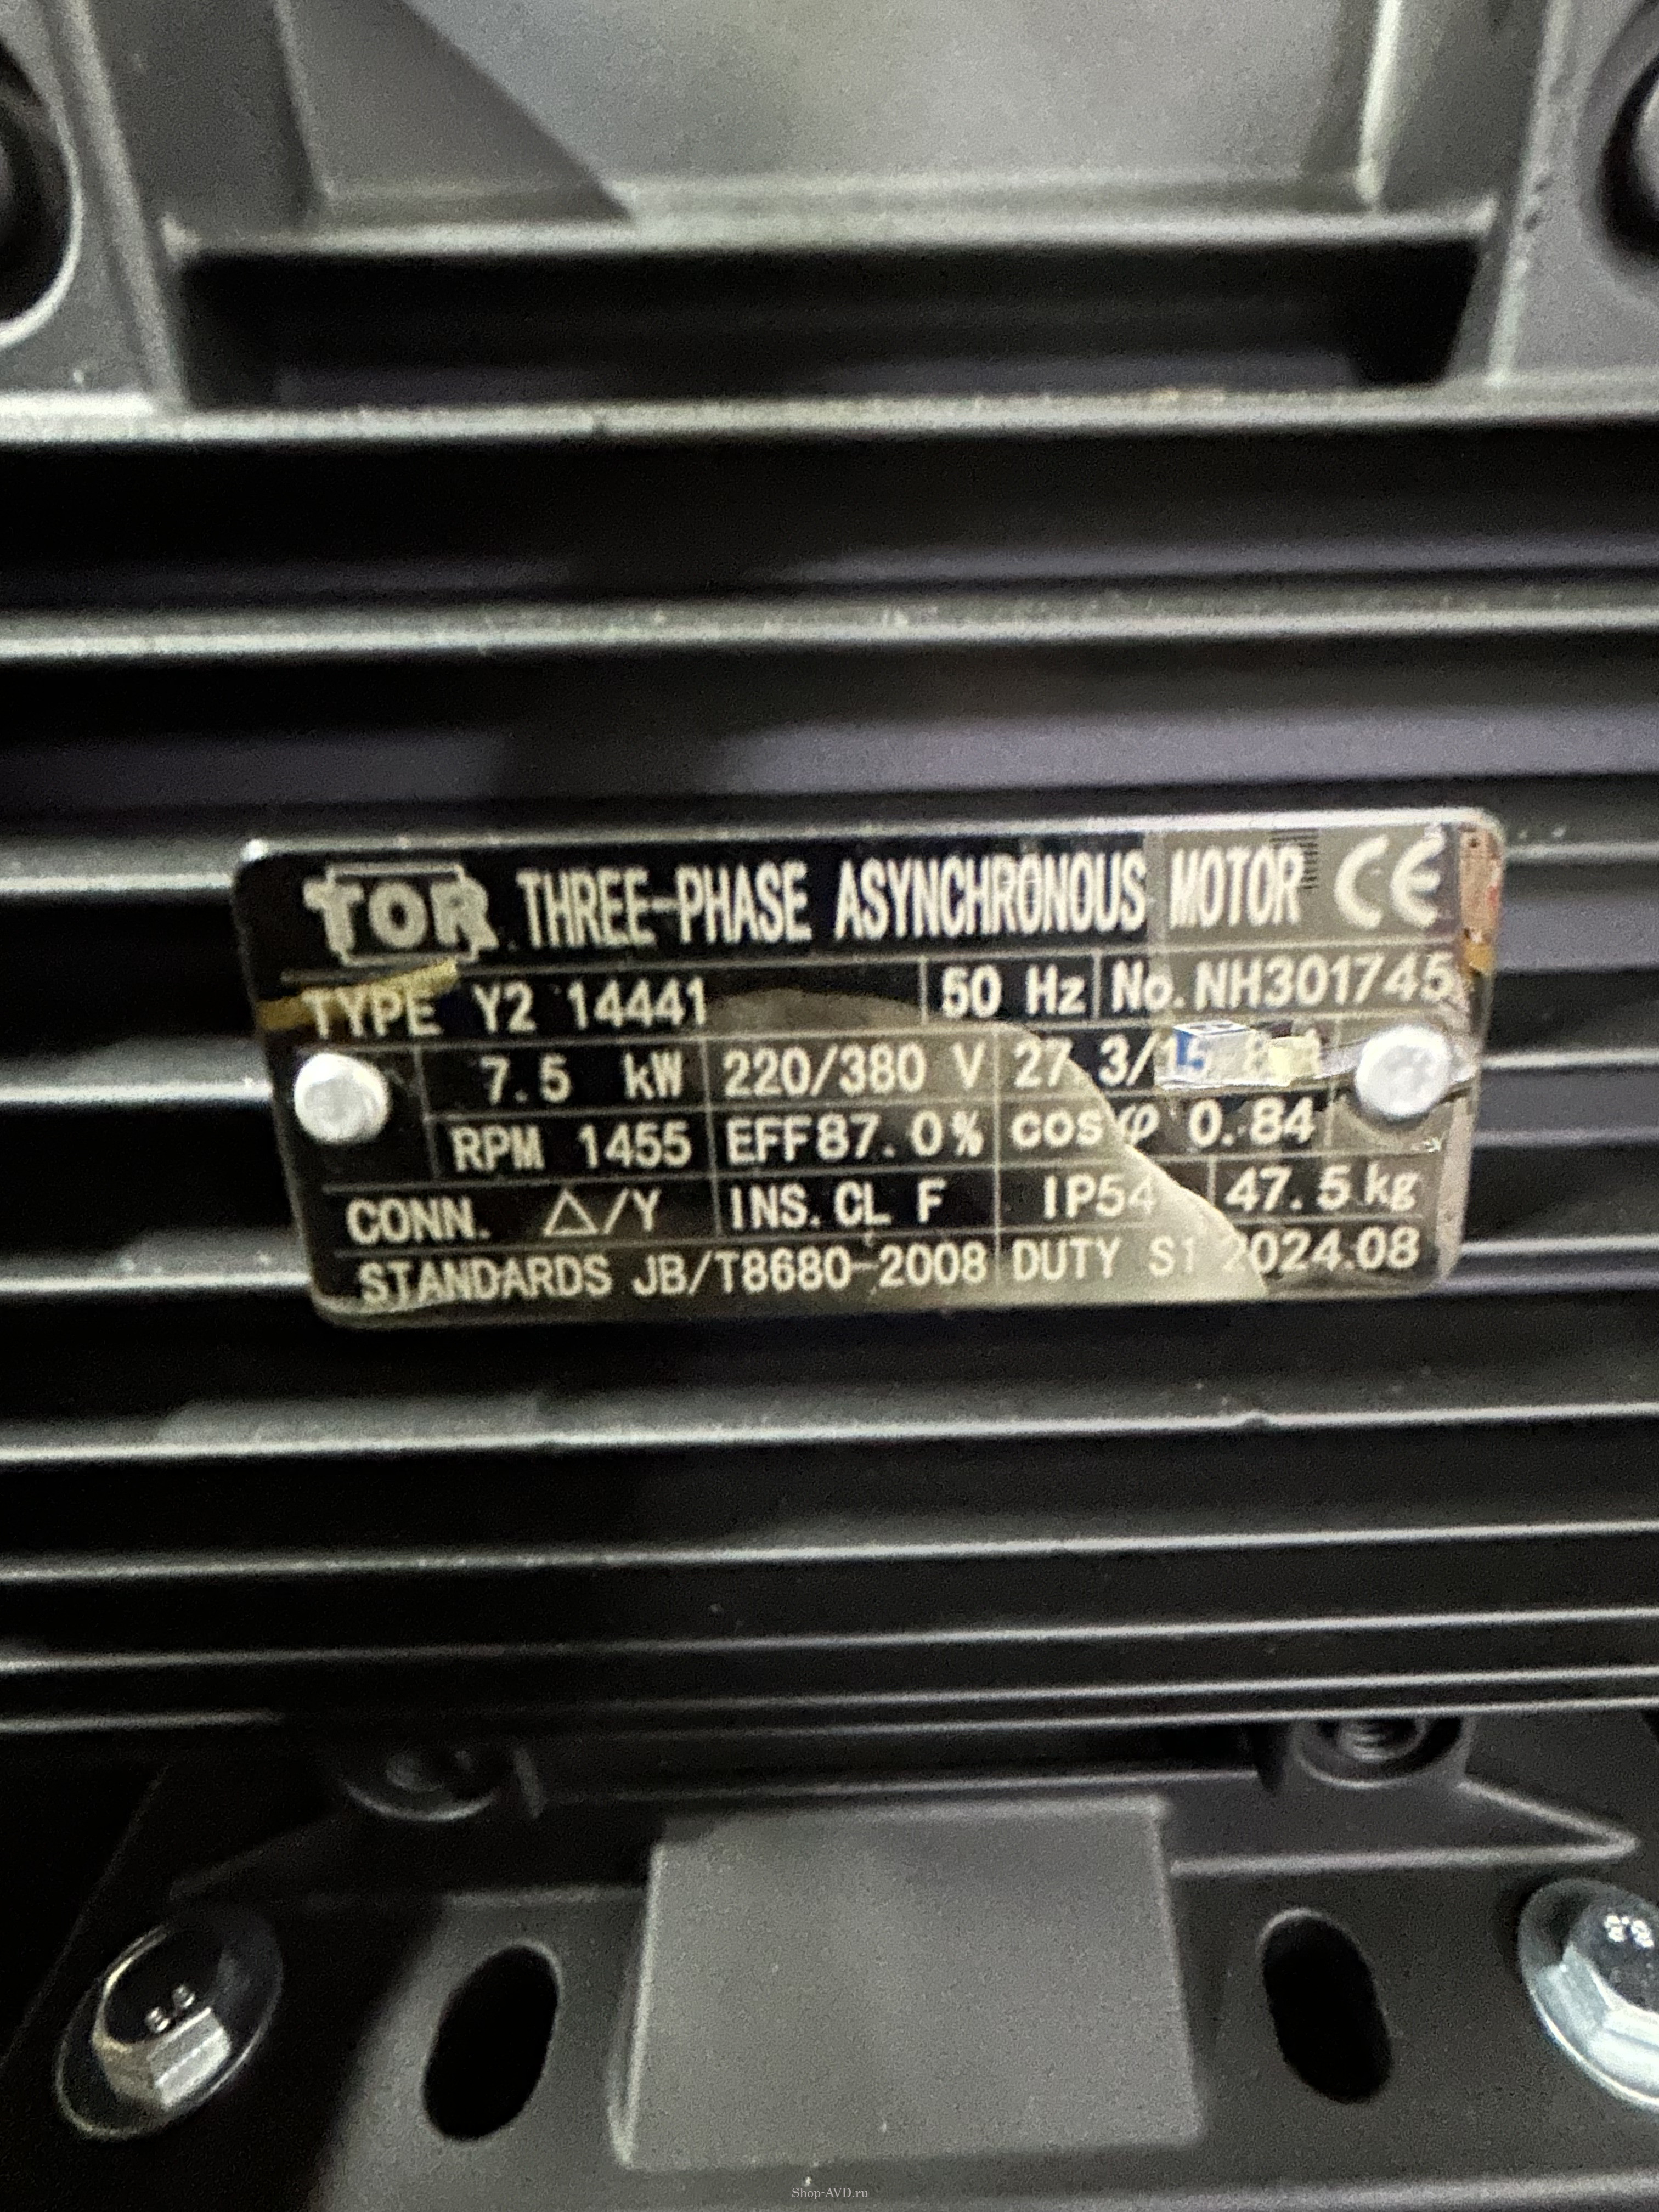 TOR THREE-PHASE ASYNCHRONOUS MOTOR CE
TYPE Y2 14441 50 Hz No. NH301745
7.5 kW 220/380 V 27.3/15.8
RPM 1455 EFF87.0% cosφ 0.84
CONN. △/Y INS.CL F IP54 47.5 kg
STANDARDS JB/T8680-2008 DUTY S1 2024.08
8.8
Shop-AVD.ru